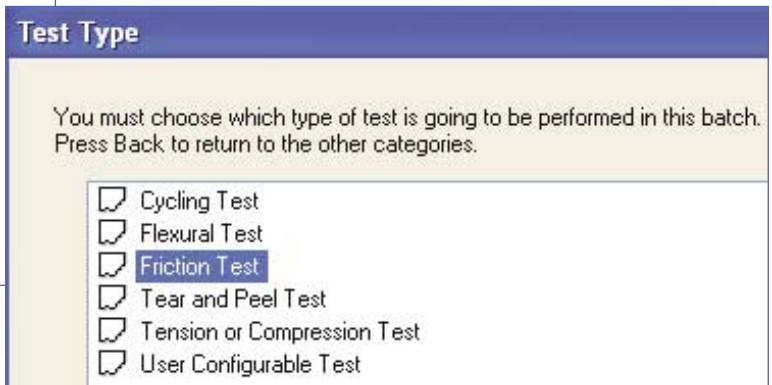 Test Type
You must choose which type of test is going to be performed in this batch.
Press Back to return to the other categories.
Cycling Test
Flexural Test
Friction Test
Tear and Peel Test
Tension or Compression Test
User Configurable Test